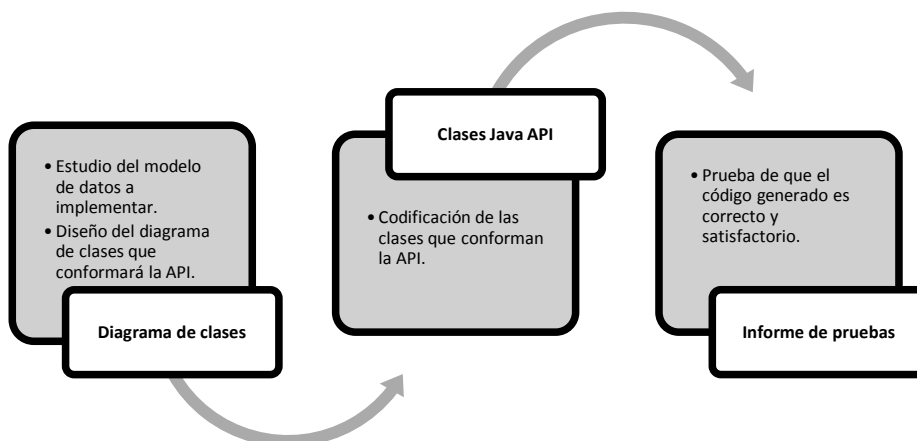 • Estudio del modelo
de datos a
implementar.
• Diseño del diagrama
de clases que
conformará la API.
Diagrama de clases
Clases Java API
• Codificación de las
clases que conforman
la API.
• Prueba de que el
código generado es
correcto y
satisfactorio.
Informe de pruebas